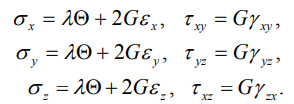 σx = λΘ + 2Gεx, τxy = Gγxy,
σy = λΘ + 2Gεy, τyz = Gγyz,
σz = λΘ + 2Gεz, τxz = Gγzx.